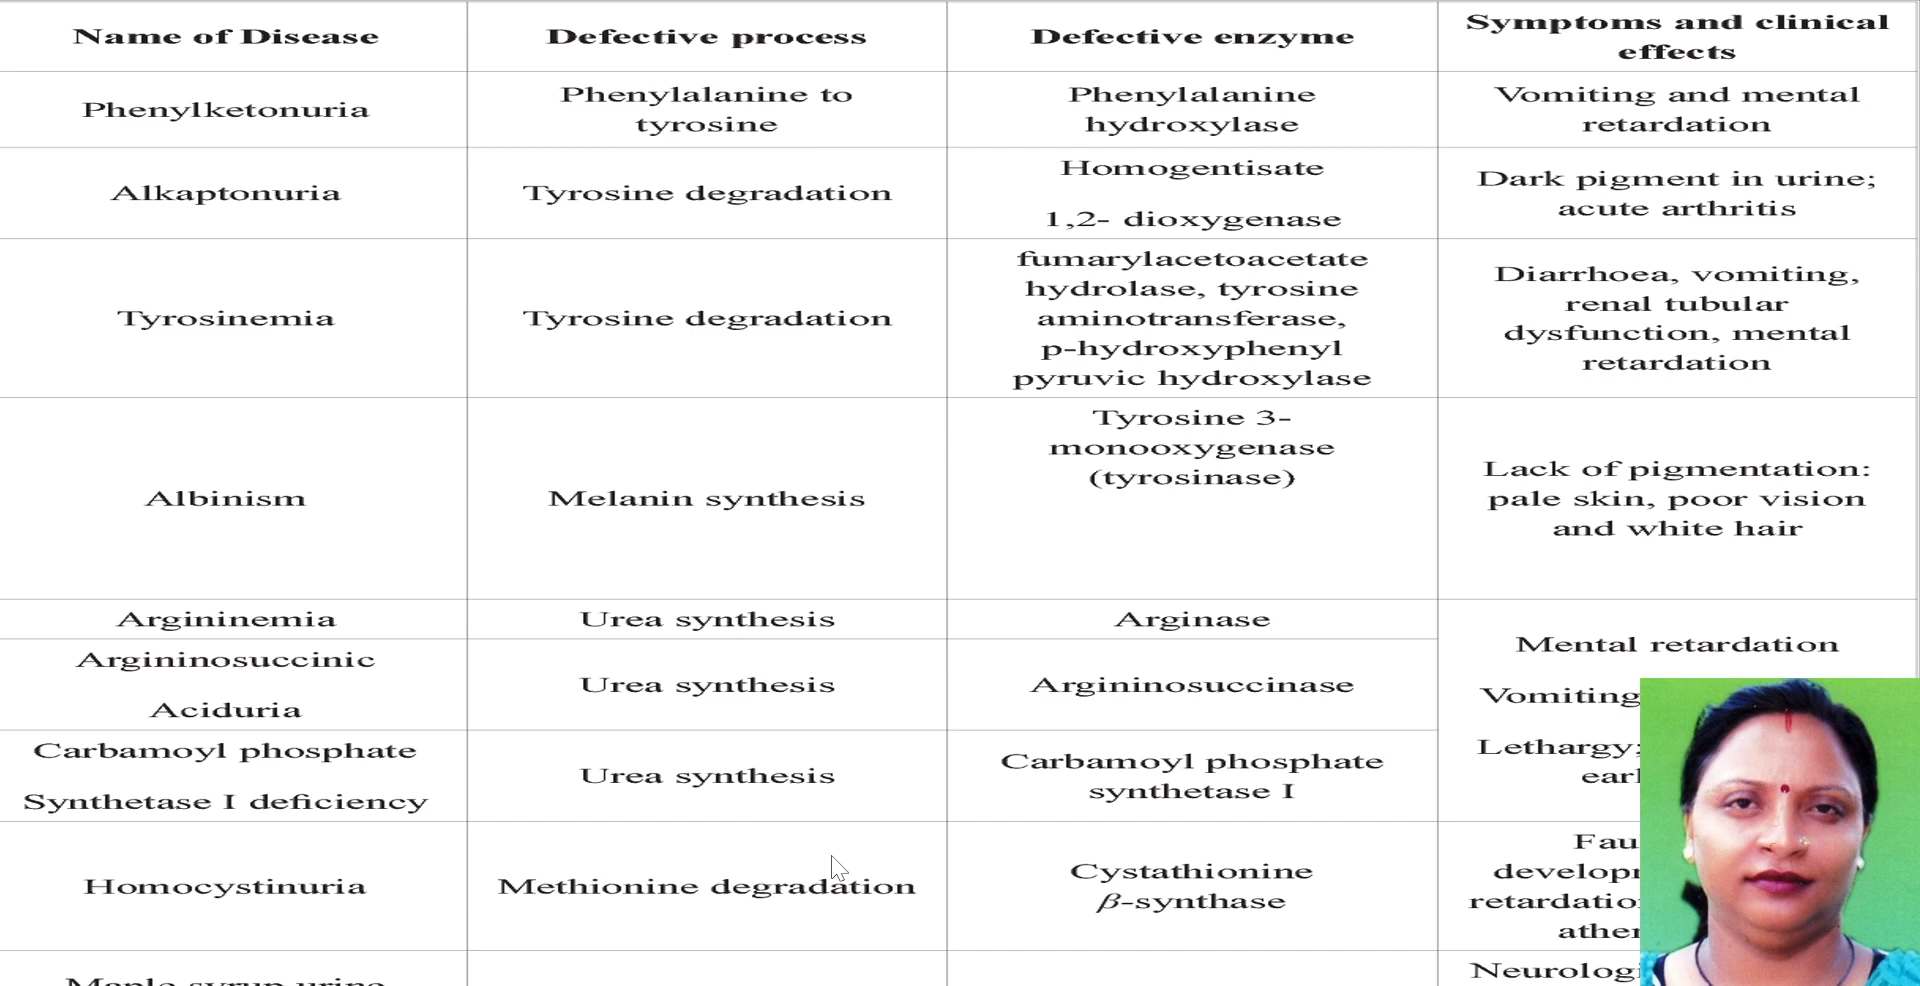 Name of Disease
Defective process
Defective enzyme
Symptoms and clinical
effects
Phenylketonuria
Phenylalanine to
tyrosine
Phenylalanine
hydroxylase
Vomiting and mental
retardation
Alkaptonuria
Tyrosine degradation
Homogentisate
1,2- dioxygenase
Dark pigment in urine;
acute arthritis
Tyrosinemia
Tyrosine degradation
fumarylacetoacetate
hydrolase, tyrosine
aminotransferase,
p-hydroxyphenyl
pyruvic hydroxylase
Diarrhoea, vomiting,
renal tubular
dysfunction, mental
retardation
Albinism
Melanin synthesis
Tyrosine 3-
monooxygenase
(tyrosinase)
Lack of pigmentation:
pale skin, poor vision
and white hair
Argininemia
Urea synthesis
Arginase
Mental retardation
Argininosuccinic
Aciduria
Urea synthesis
Argininosuccinase
Vomiting
Carbamoyl phosphate
Synthetase I deficiency
Urea synthesis
Carbamoyl phosphate
synthetase I
Lethargy;
Homocystinuria
Methionine degradation
Cystathionine
β-synthase
Maple syrup urine